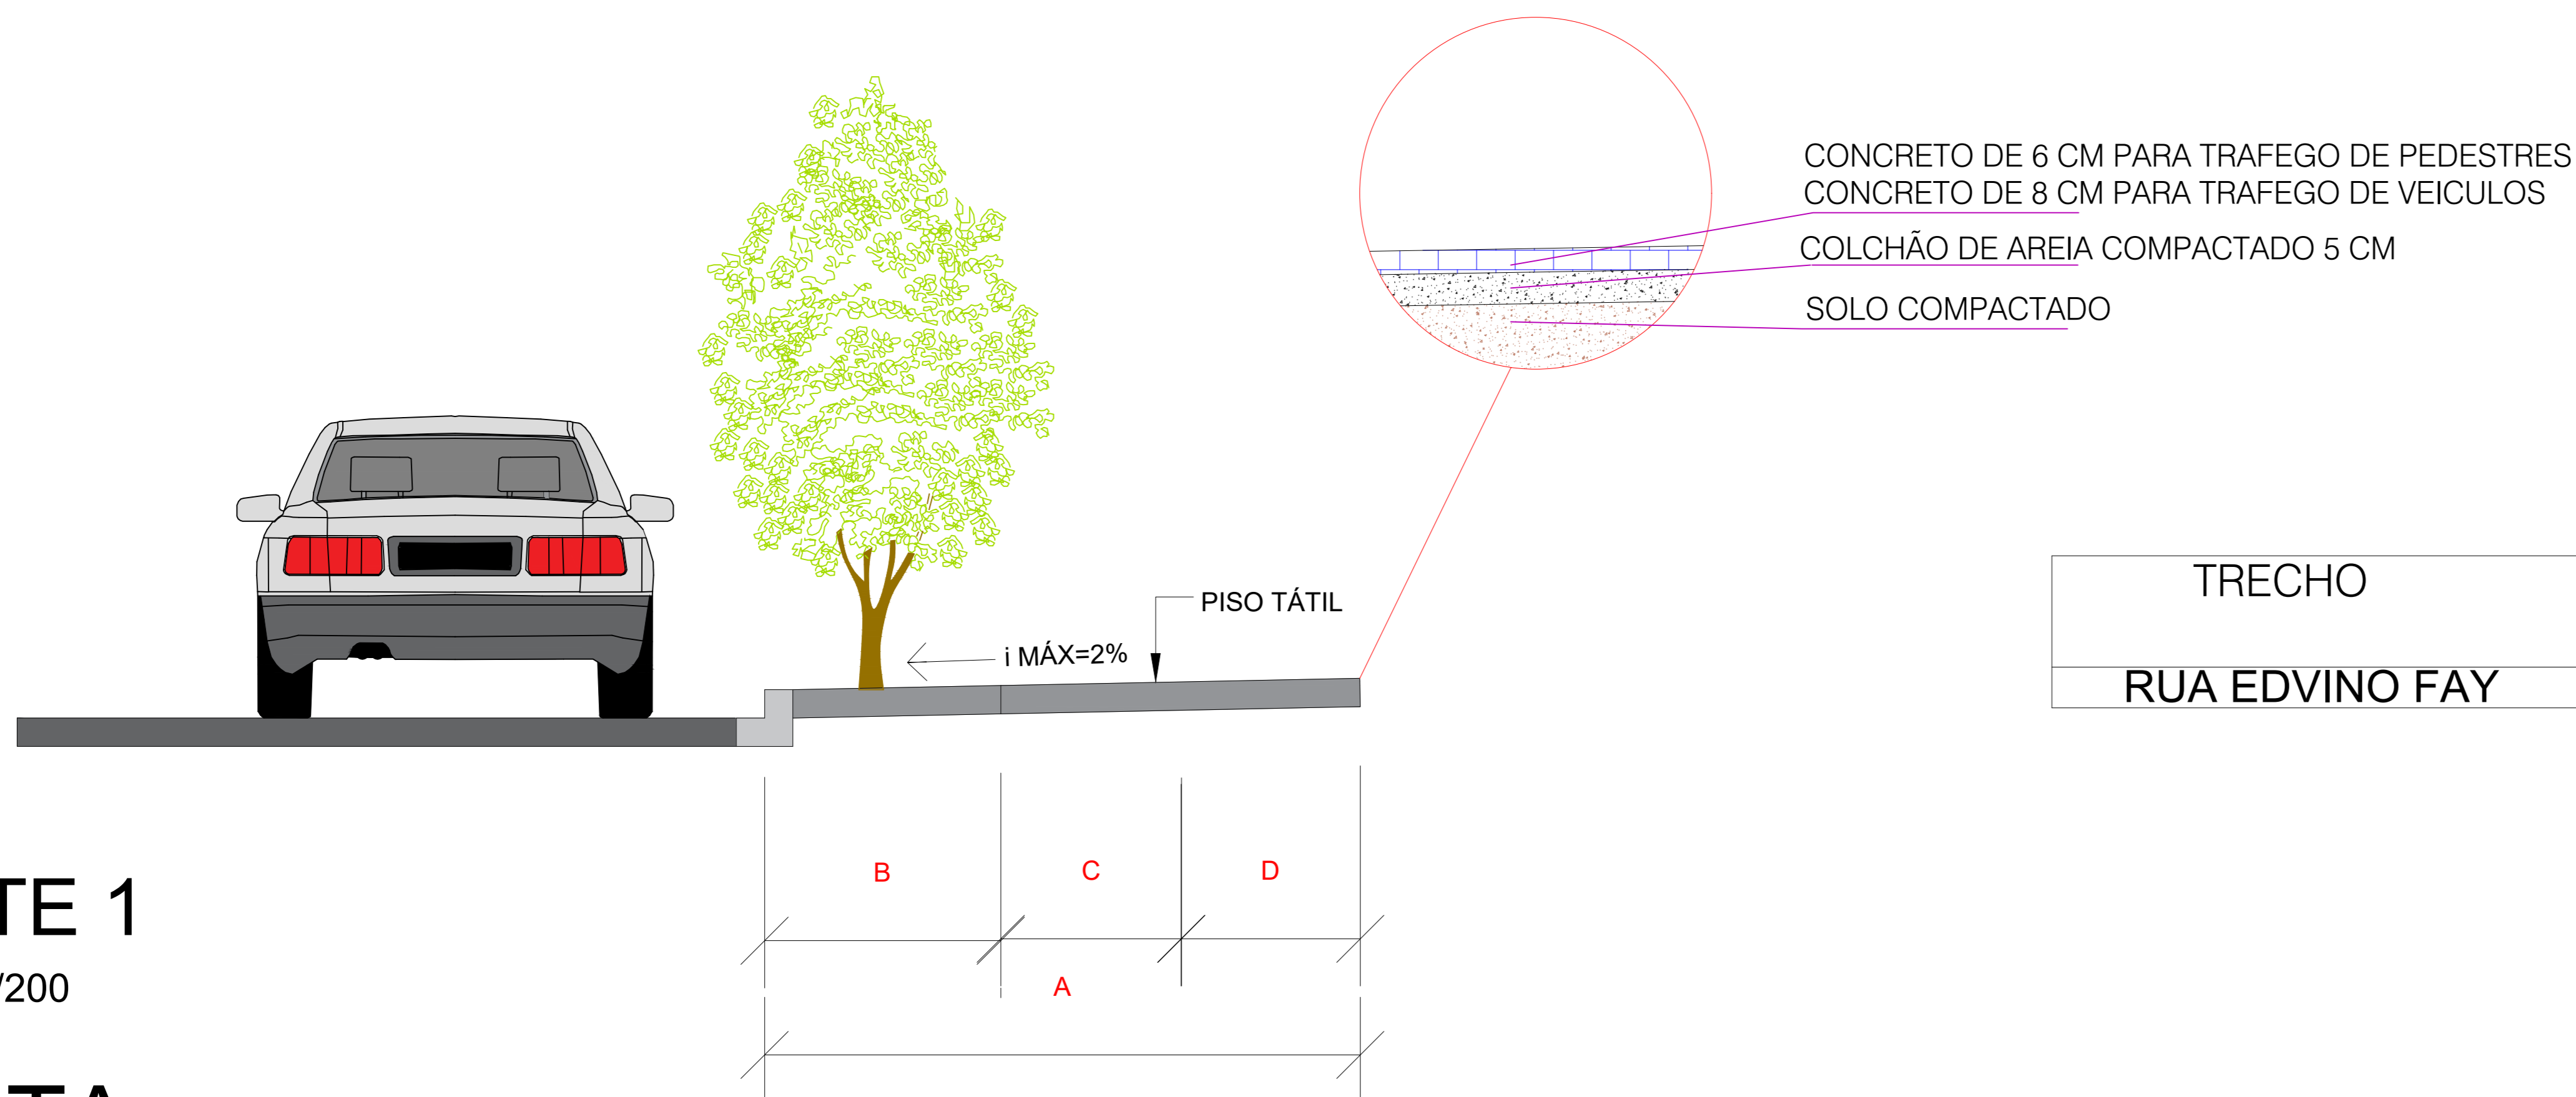 CONCRETO DE 6 CM PARA TRAFEGO DE PEDESTRES
CONCRETO DE 8 CM PARA TRAFEGO DE VEICULOS
COLCHÃO DE AREIA COMPACTADO 5 CM
SOLO COMPACTADO
TRECHO
RUA EDVINO FAY
PISO TÁTIL
i MÁX=2%
B
C
D
A
TE 1
/200
TA